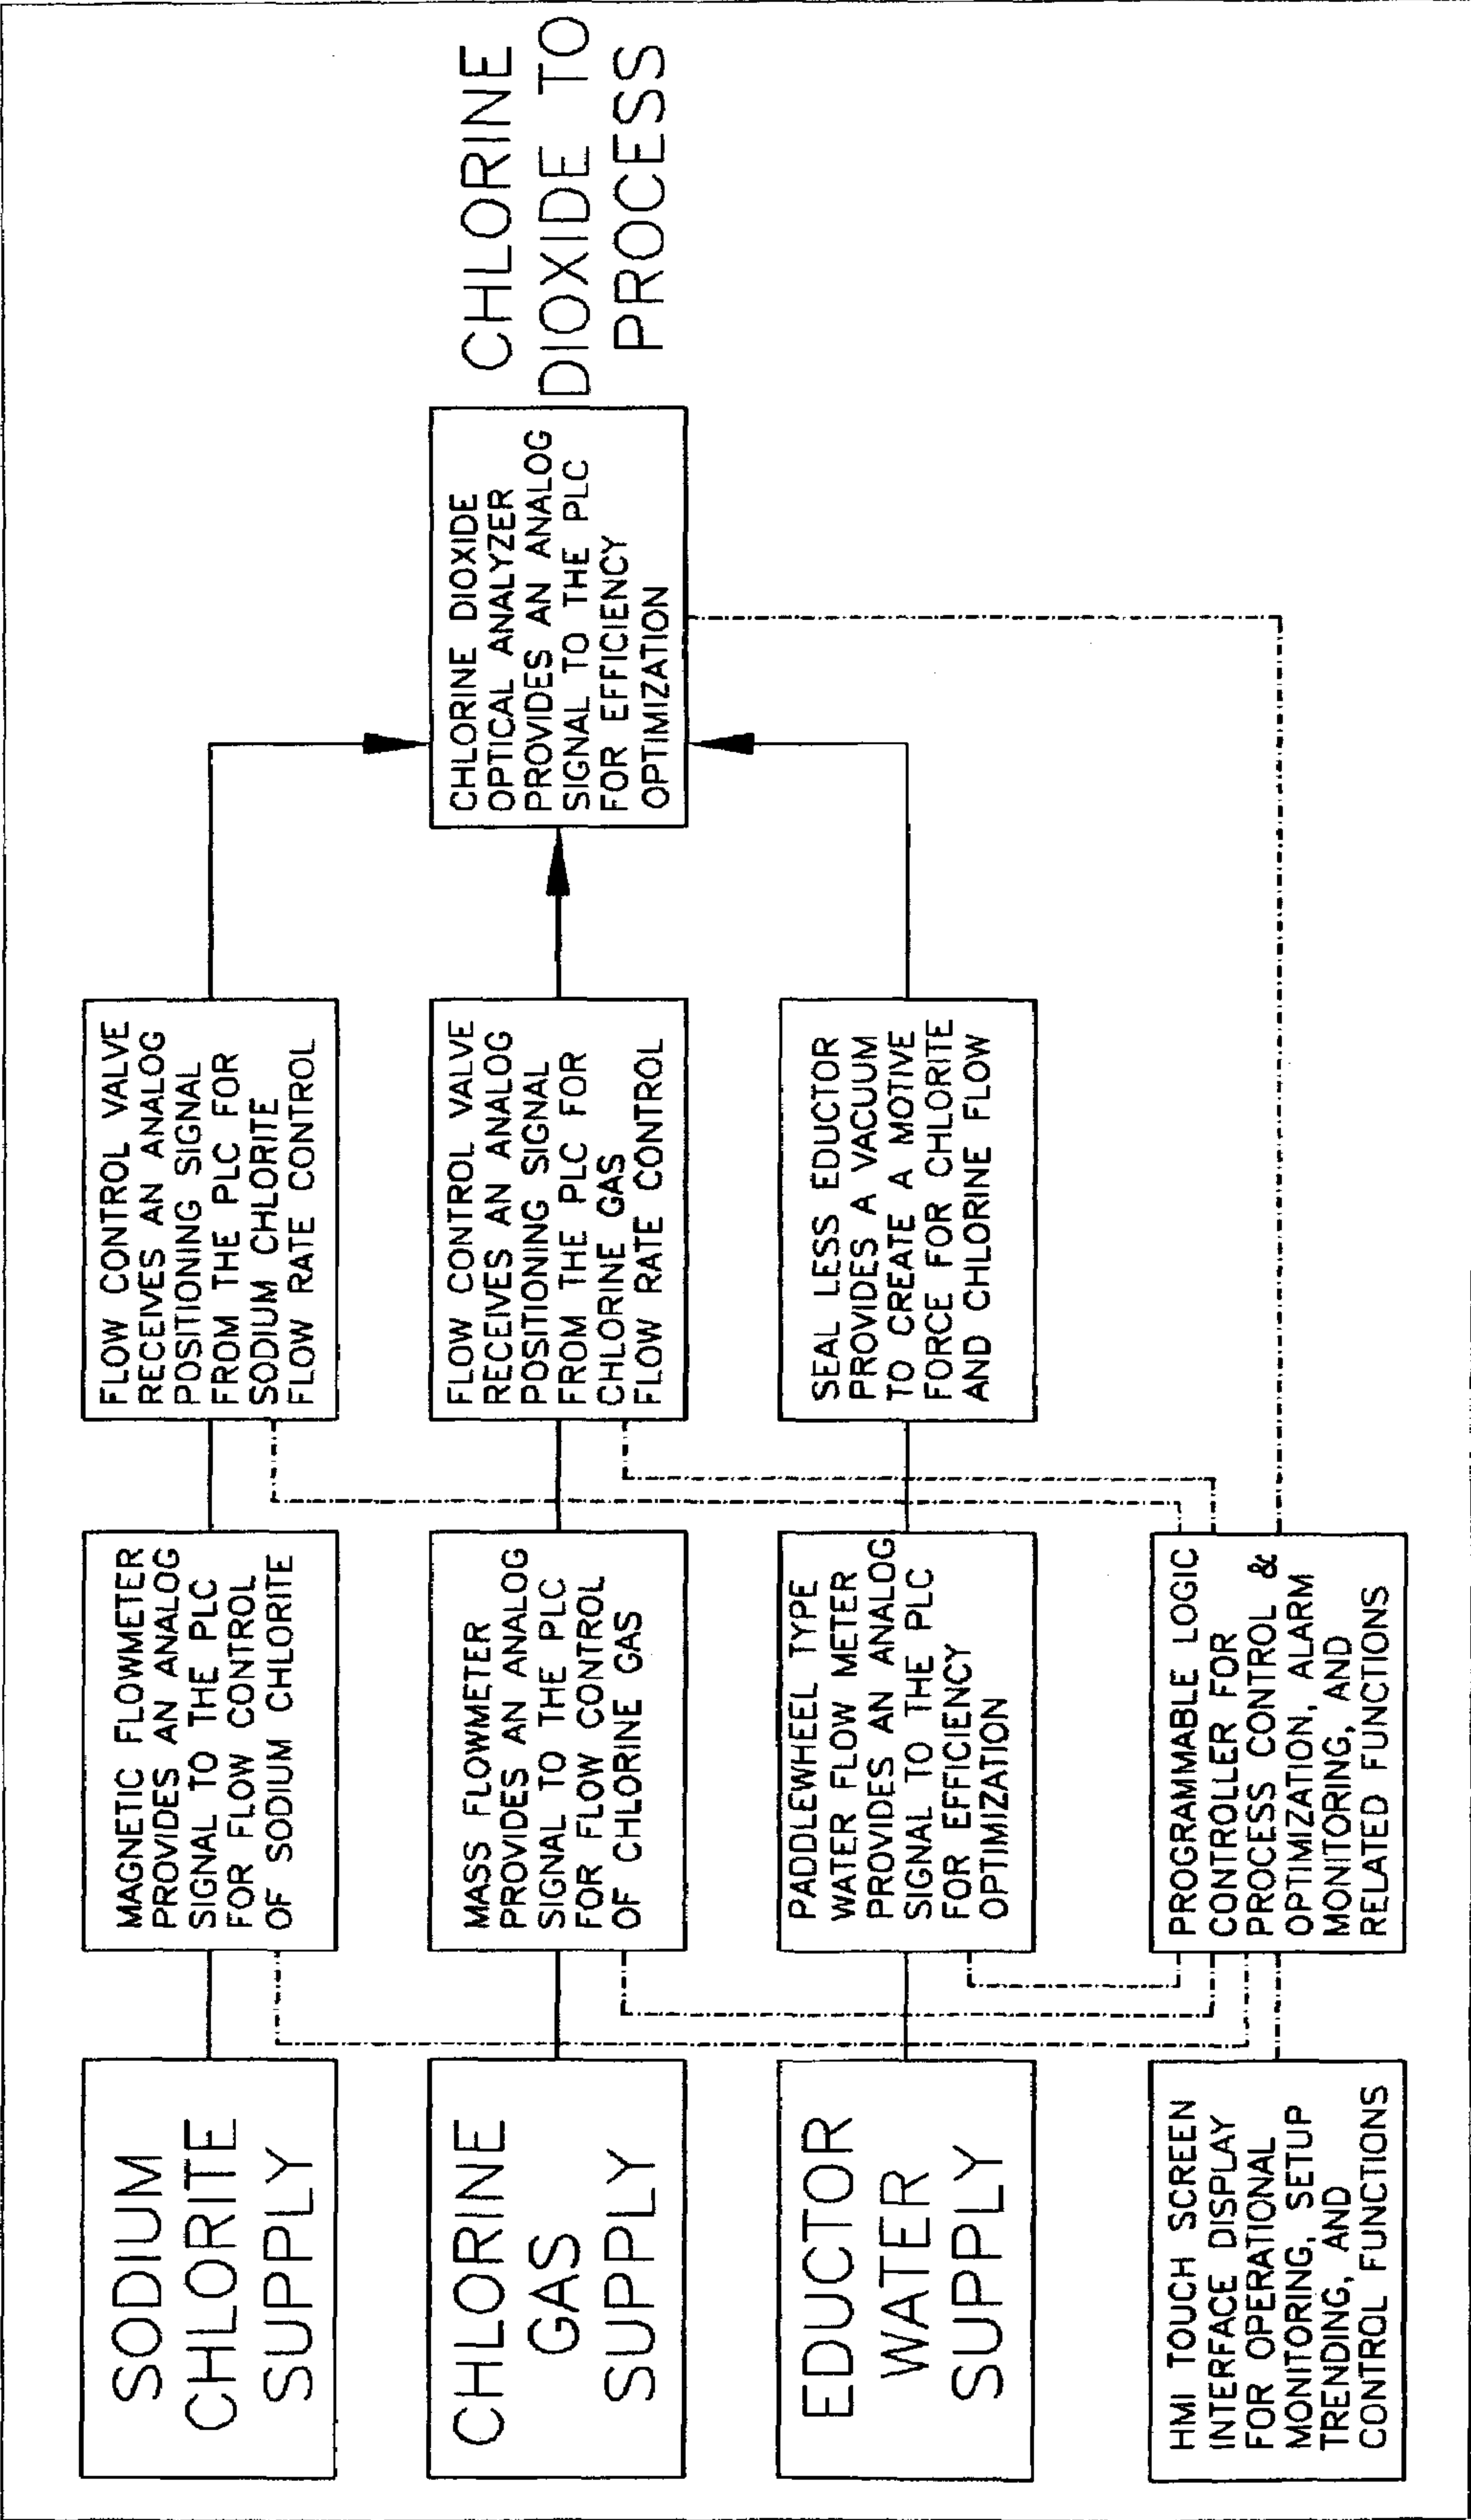 SODIUM
CHLORITE
SUPPLY
MAGNETIC FLOWMETER
PROVIDES AN ANALOG
SIGNAL TO THE PLC
FOR FLOW CONTROL
OF SODIUM CHLORITE
FLOW CONTROL VALVE
RECEIVES AN ANALOG
POSITIONING SIGNAL
FROM THE PLC FOR
SODIUM CHLORITE
FLOW RATE CONTROL
CHLORINE
GAS
SUPPLY
MASS FLOWMETER
PROVIDES AN ANALOG
SIGNAL TO THE PLC
FOR FLOW CONTROL
OF CHLORINE GAS
FLOW CONTROL VALVE
RECEIVES AN ANALOG
POSITIONING SIGNAL
FROM THE PLC FOR
CHLORINE GAS
FLOW RATE CONTROL
CHLORINE DIOXIDE
OPTICAL ANALYZER
PROVIDES AN ANALOG
SIGNAL TO THE PLC
FOR EFFICIENCY
OPTIMIZATION
CHLORINE
DIOXIDE TO
PROCESS
EDUCTOR
WATER
SUPPLY
PADDLEWHEEL TYPE
WATER FLOW METER
PROVIDES AN ANALOG
SIGNAL TO THE PLC
FOR EFFICIENCY
OPTIMIZATION
SEAL LESS EDUCTOR
PROVIDES A VACUUM
TO CREATE A MOTIVE
FORCE FOR CHLORITE
AND CHLORINE FLOW
HMI TOUCH SCREEN
INTERFACE DISPLAY
FOR OPERATIONAL
MONITORING, SETUP
TRENDING, AND
CONTROL FUNCTIONS
PROGRAMMABLE LOGIC
CONTROLLER FOR
PROCESS CONTROL &
OPTIMIZATION, ALARM
MONITORING, AND
RELATED FUNCTIONS